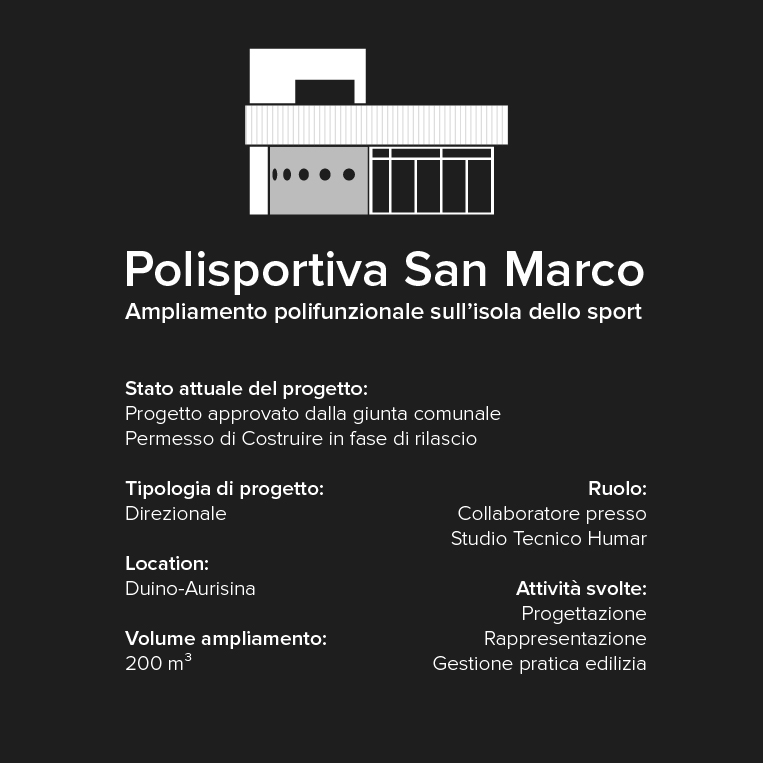 Polisportiva San Marco
Ampliamento polifunzionale sull’isola dello sport
Stato attuale del progetto:
Progetto approvato dalla giunta comunale
Permesso di Costruire in fase di rilascio
Tipologia di progetto:
Direzionale
Location:
Duino-Aurisina
Volume ampliamento:
200 m³
Ruolo:
Collaboratore presso
Studio Tecnico Humar
Attività svolte:
Progettazione
Rappresentazione
Gestione pratica edilizia